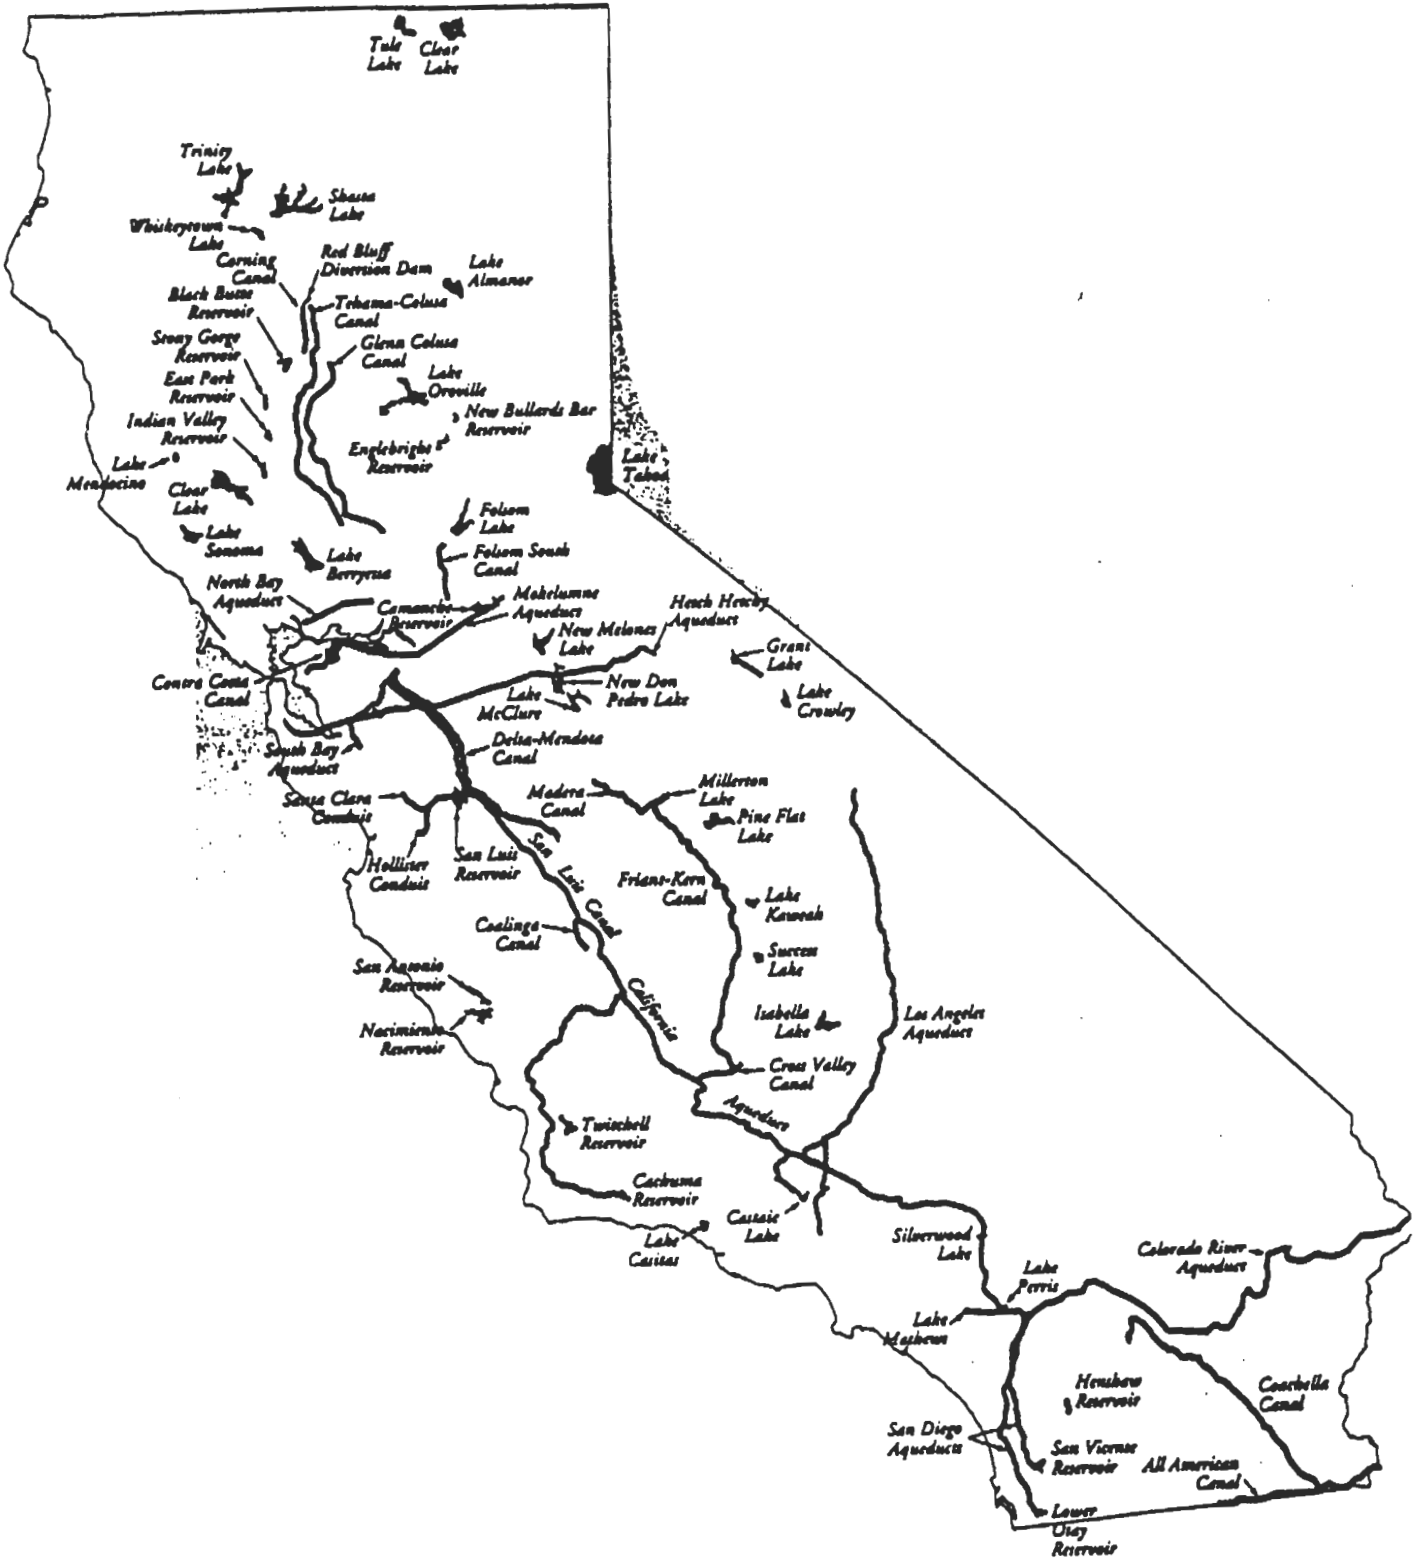 Tule
Lake
Clear
Lake
Trinity
Lake
Shasta
Lake
Whiskeytown
Lake
Corning
Canal
Red Bluff
Diversion Dam
Lake
Almanor
Black Butte
Reservoir
Tehama-Colusa
Canal
Stony Gorge
Reservoir
Glenn Colusa
Canal
East Park
Reservoir
Lake
Oroville
Indian Valley
Reservoir
New Bullards Bar
Reservoir
Englebright
Reservoir
Lake
Mendocino
Lake
Tahoe
Clear
Lake
Folsom
Lake
Lake
Sonoma
Lake
Berryessa
Folsom South
Canal
North Bay
Aqueduct
Camanche
Reservoir
Mokelumne
Aqueduct
Hetch Hetchy
Aqueduct
New Melones
Lake
Grant
Lake
Contra Costa
Canal
Lake
McClure
New Don
Pedro Lake
Lake
Crowley
South Bay
Aqueduct
Delta-Mendota
Canal
Santa Clara
Conduit
Madera
Canal
Millerton
Lake
Pine Flat
Lake
Hollister
Conduit
San Luis
Reservoir
San Luis Canal
Friant-Kern
Canal
Lake
Kaweah
Coalinga
Canal
Success
Lake
San Antonio
Reservoir
California
Isabella
Lake
Los Angeles
Aqueduct
Nacimiento
Reservoir
Cross Valley
Canal
Aqueduct
Twitchell
Reservoir
Cachuma
Reservoir
Castaic
Lake
Lake
Casitas
Silverwood
Lake
Colorado River
Aqueduct
Lake
Perris
Lake
Mathews
Henshaw
Reservoir
Coachella
Canal
San Diego
Aqueducts
San Vicente
Reservoir
All American
Canal
Lower
Otay
Reservoir